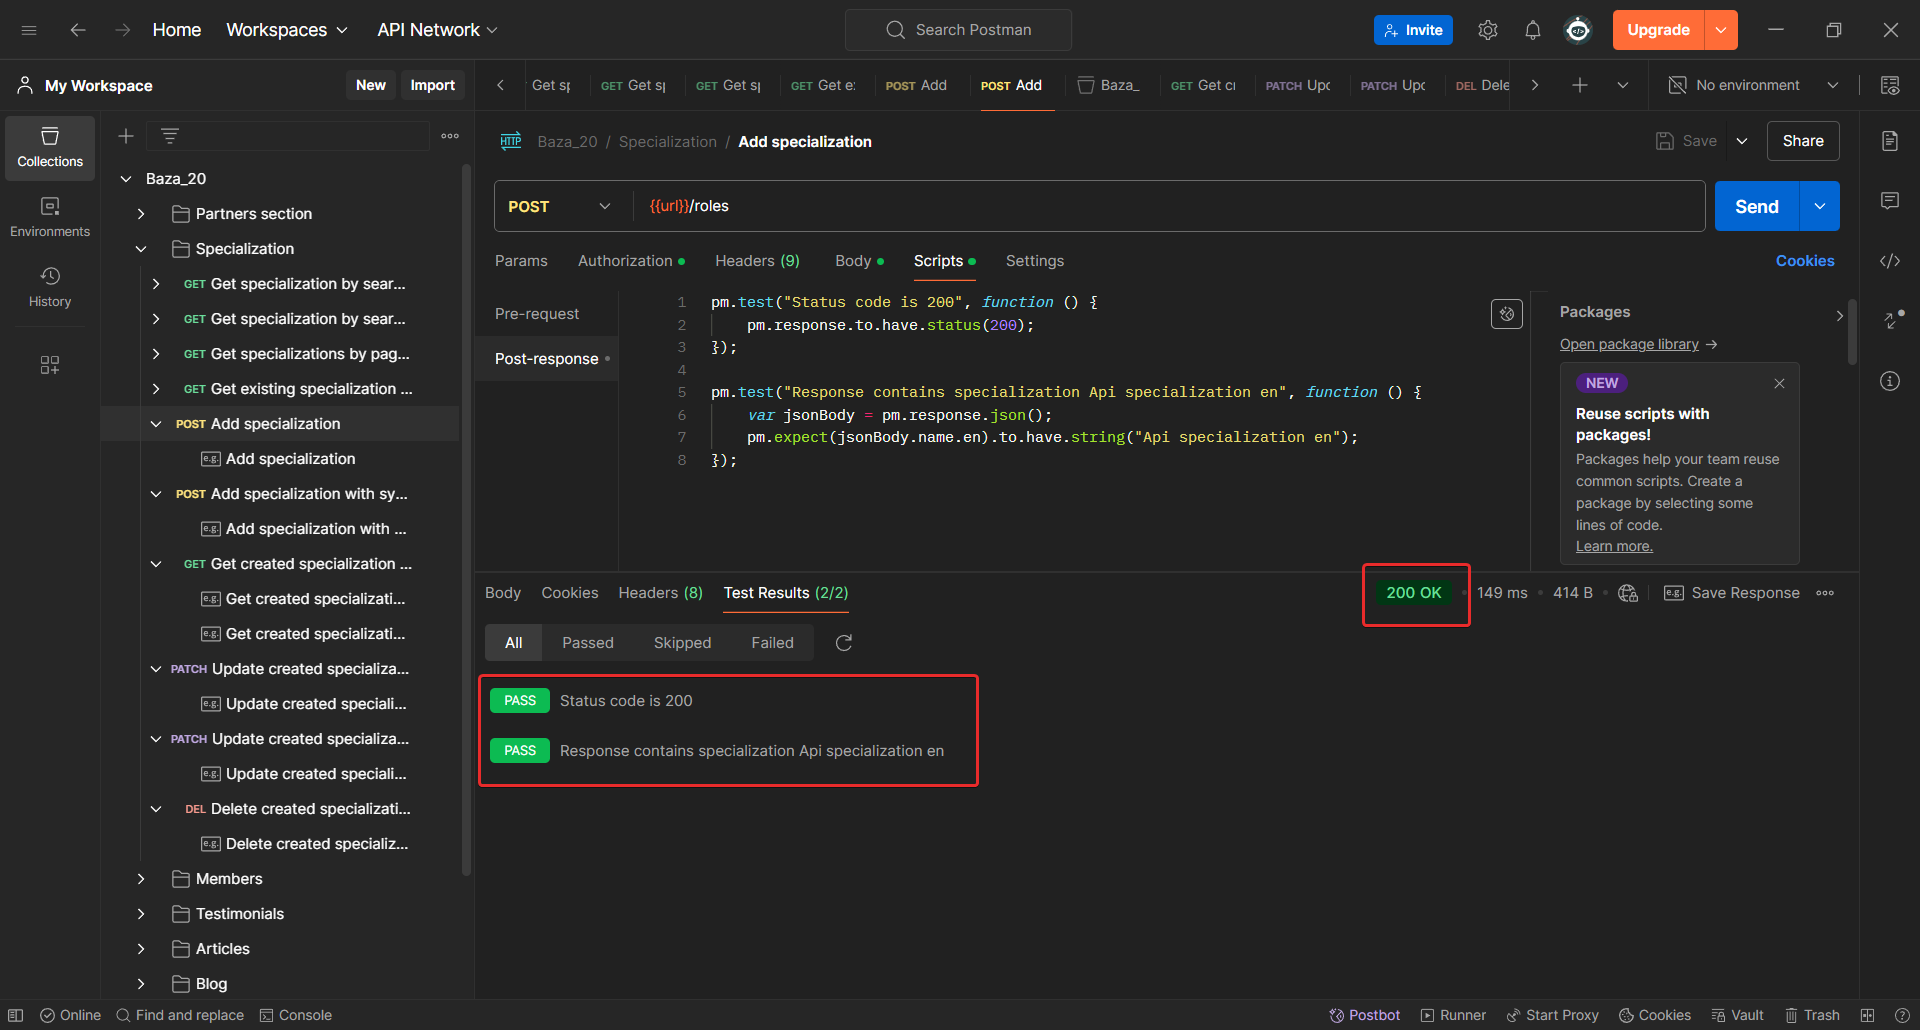 Home
Workspaces
API Network
Search Postman
Invite
Upgrade
My Workspace
New
Import
Get sp
GET Get sp
GET Get sp
GET Get e:
POST Add
POST Add
Baza_
GET Get cr
PATCH Upd
PATCH Upd
DEL Dele
No environment
Collections
Environments
History
Baza_20
Partners section
Specialization
GET Get specialization by sear...
GET Get specialization by sear...
GET Get specializations by pag...
GET Get existing specialization ...
POST Add specialization
e.g. Add specialization
POST Add specialization with sy...
e.g. Add specialization with ...
GET Get created specialization ...
e.g. Get created specializati...
e.g. Get created specializati...
PATCH Update created specializa...
e.g. Update created speciali...
PATCH Update created specializa...
e.g. Update created speciali...
DEL Delete created specializati...
e.g. Delete created specializ...
Members
Testimonials
Articles
Blog
HTTP Baza_20 / Specialization / Add specialization
Save
Share
POST
{{url}}/roles
Send
Params
Authorization
Headers (9)
Body
Scripts
Settings
Cookies
Pre-request
Post-response
1 pm.test("Status code is 200", function () {
2 pm.response.to.have.status(200);
3 });
4
5 pm.test("Response contains specialization Api specialization en", function () {
6 var jsonBody = pm.response.json();
7 pm.expect(jsonBody.name.en).to.have.string("Api specialization en");
8 });
Packages
Open package library →
NEW
Reuse scripts with
packages!
Packages help your team reuse
common scripts. Create a
package by selecting some
lines of code.
Learn more.
Body
Cookies
Headers (8)
Test Results (2/2)
200 OK
149 ms
414 B
e.g. Save Response
All
Passed
Skipped
Failed
PASS Status code is 200
PASS Response contains specialization Api specialization en
Online
Find and replace
Console
Postbot
Runner
Start Proxy
Cookies
Vault
Trash